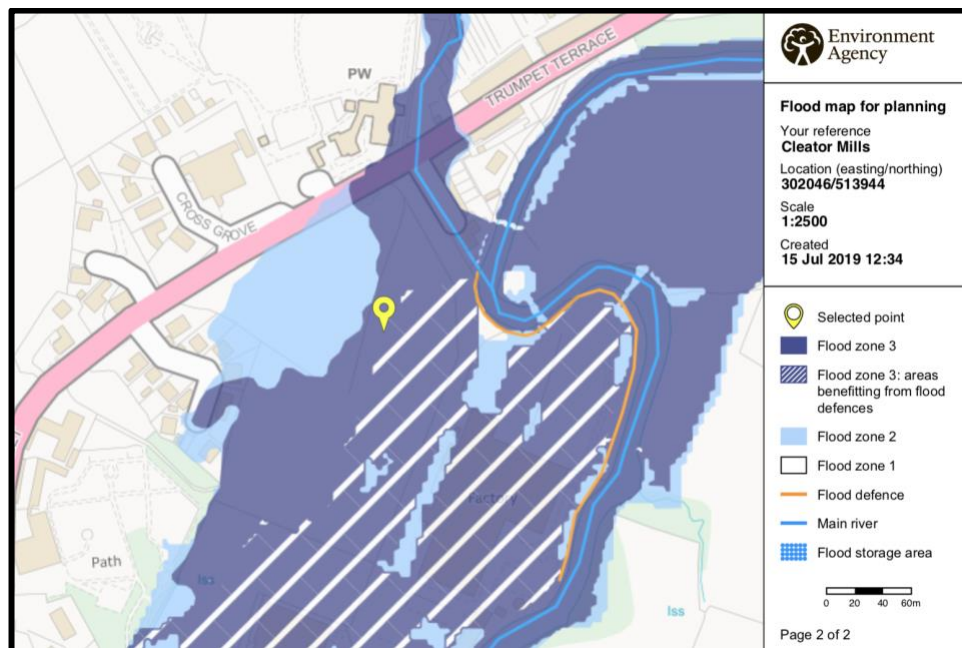 PW
TRUMPET TERRACE
CROSS GROVE
Factory
Path
Iss
Iss
Environment
Agency
Flood map for planning
Your reference
Cleator Mills
Location (easting/northing)
302046/513944
Scale
1:2500
Created
15 Jul 2019 12:34
Selected point
Flood zone 3
Flood zone 3: areas
benefitting from flood
defences
Flood zone 2
Flood zone 1
Flood defence
Main river
Flood storage area
0 20 40 60m
Page 2 of 2